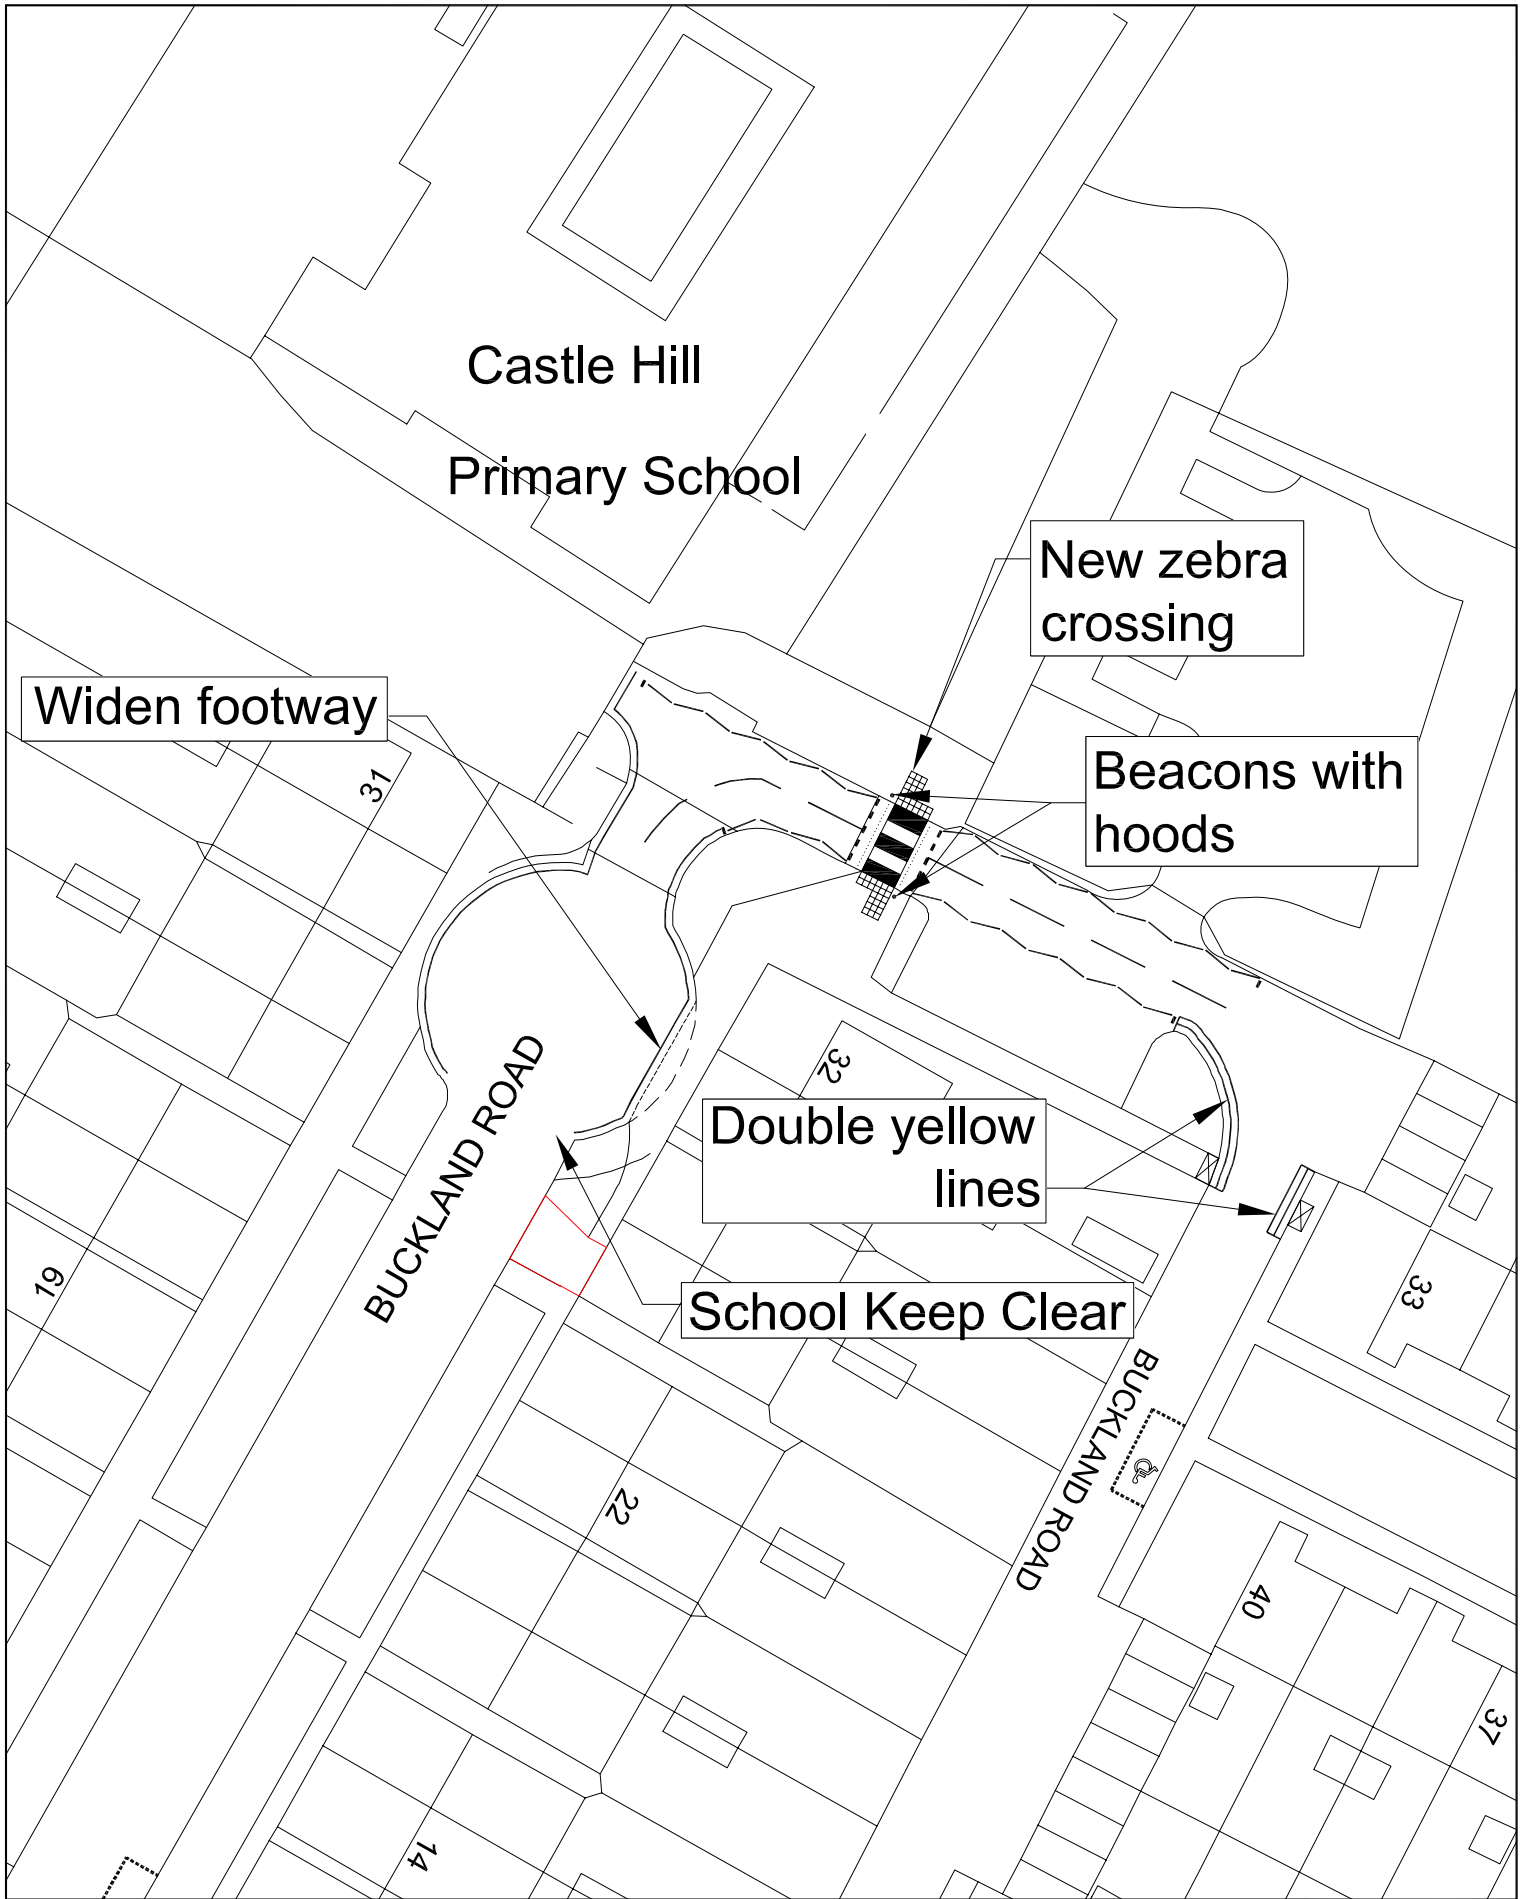 Castle Hill
Primary School
New zebra
crossing
Widen footway
Beacons with
hoods
31
32
BUCKLAND ROAD
Double yellow
lines
19
School Keep Clear
33
BUCKLAND ROAD
22
40
37
14